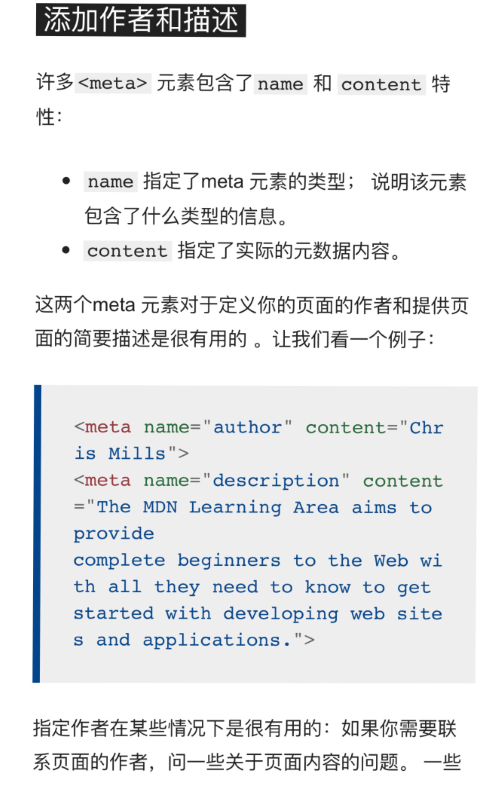 添加作者和描述
许多<meta> 元素包含了name 和 content 特
性：
• name 指定了meta 元素的类型； 说明该元素
包含了什么类型的信息。
• content 指定了实际的元数据内容。
这两个meta 元素对于定义你的页面的作者和提供页
面的简要描述是很有用的 。让我们看一个例子：
<meta name="author" content="Chr
is Mills">
<meta name="description" content
="The MDN Learning Area aims to
provide
complete beginners to the Web wi
th all they need to know to get
started with developing web site
s and applications.">
指定作者在某些情况下是很有用的：如果你需要联
系页面的作者，问一些关于页面内容的问题。 一些